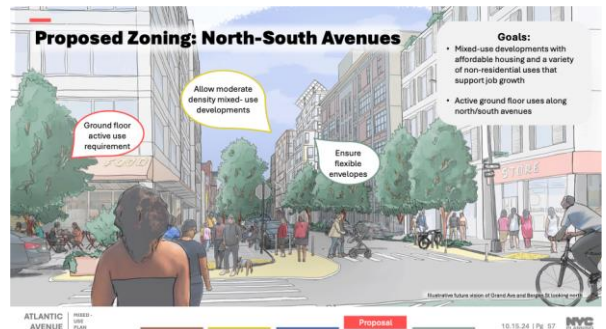 Proposed Zoning: North-South Avenues
Goals:
• Mixed-use developments with
affordable housing and a variety
of non-residential uses that
support job growth
• Active ground floor uses along
north/south avenues
Allow moderate
density mixed- use
developments
Ground floor
active use
requirement
Ensure
flexible
envelopes
STORE
Illustrative future vision of Grand Ave and Bergen St looking north
ATLANTIC
AVENUE
MIXED-
USE
PLAN
Proposal
10.15.24 | Pg 57
NYC